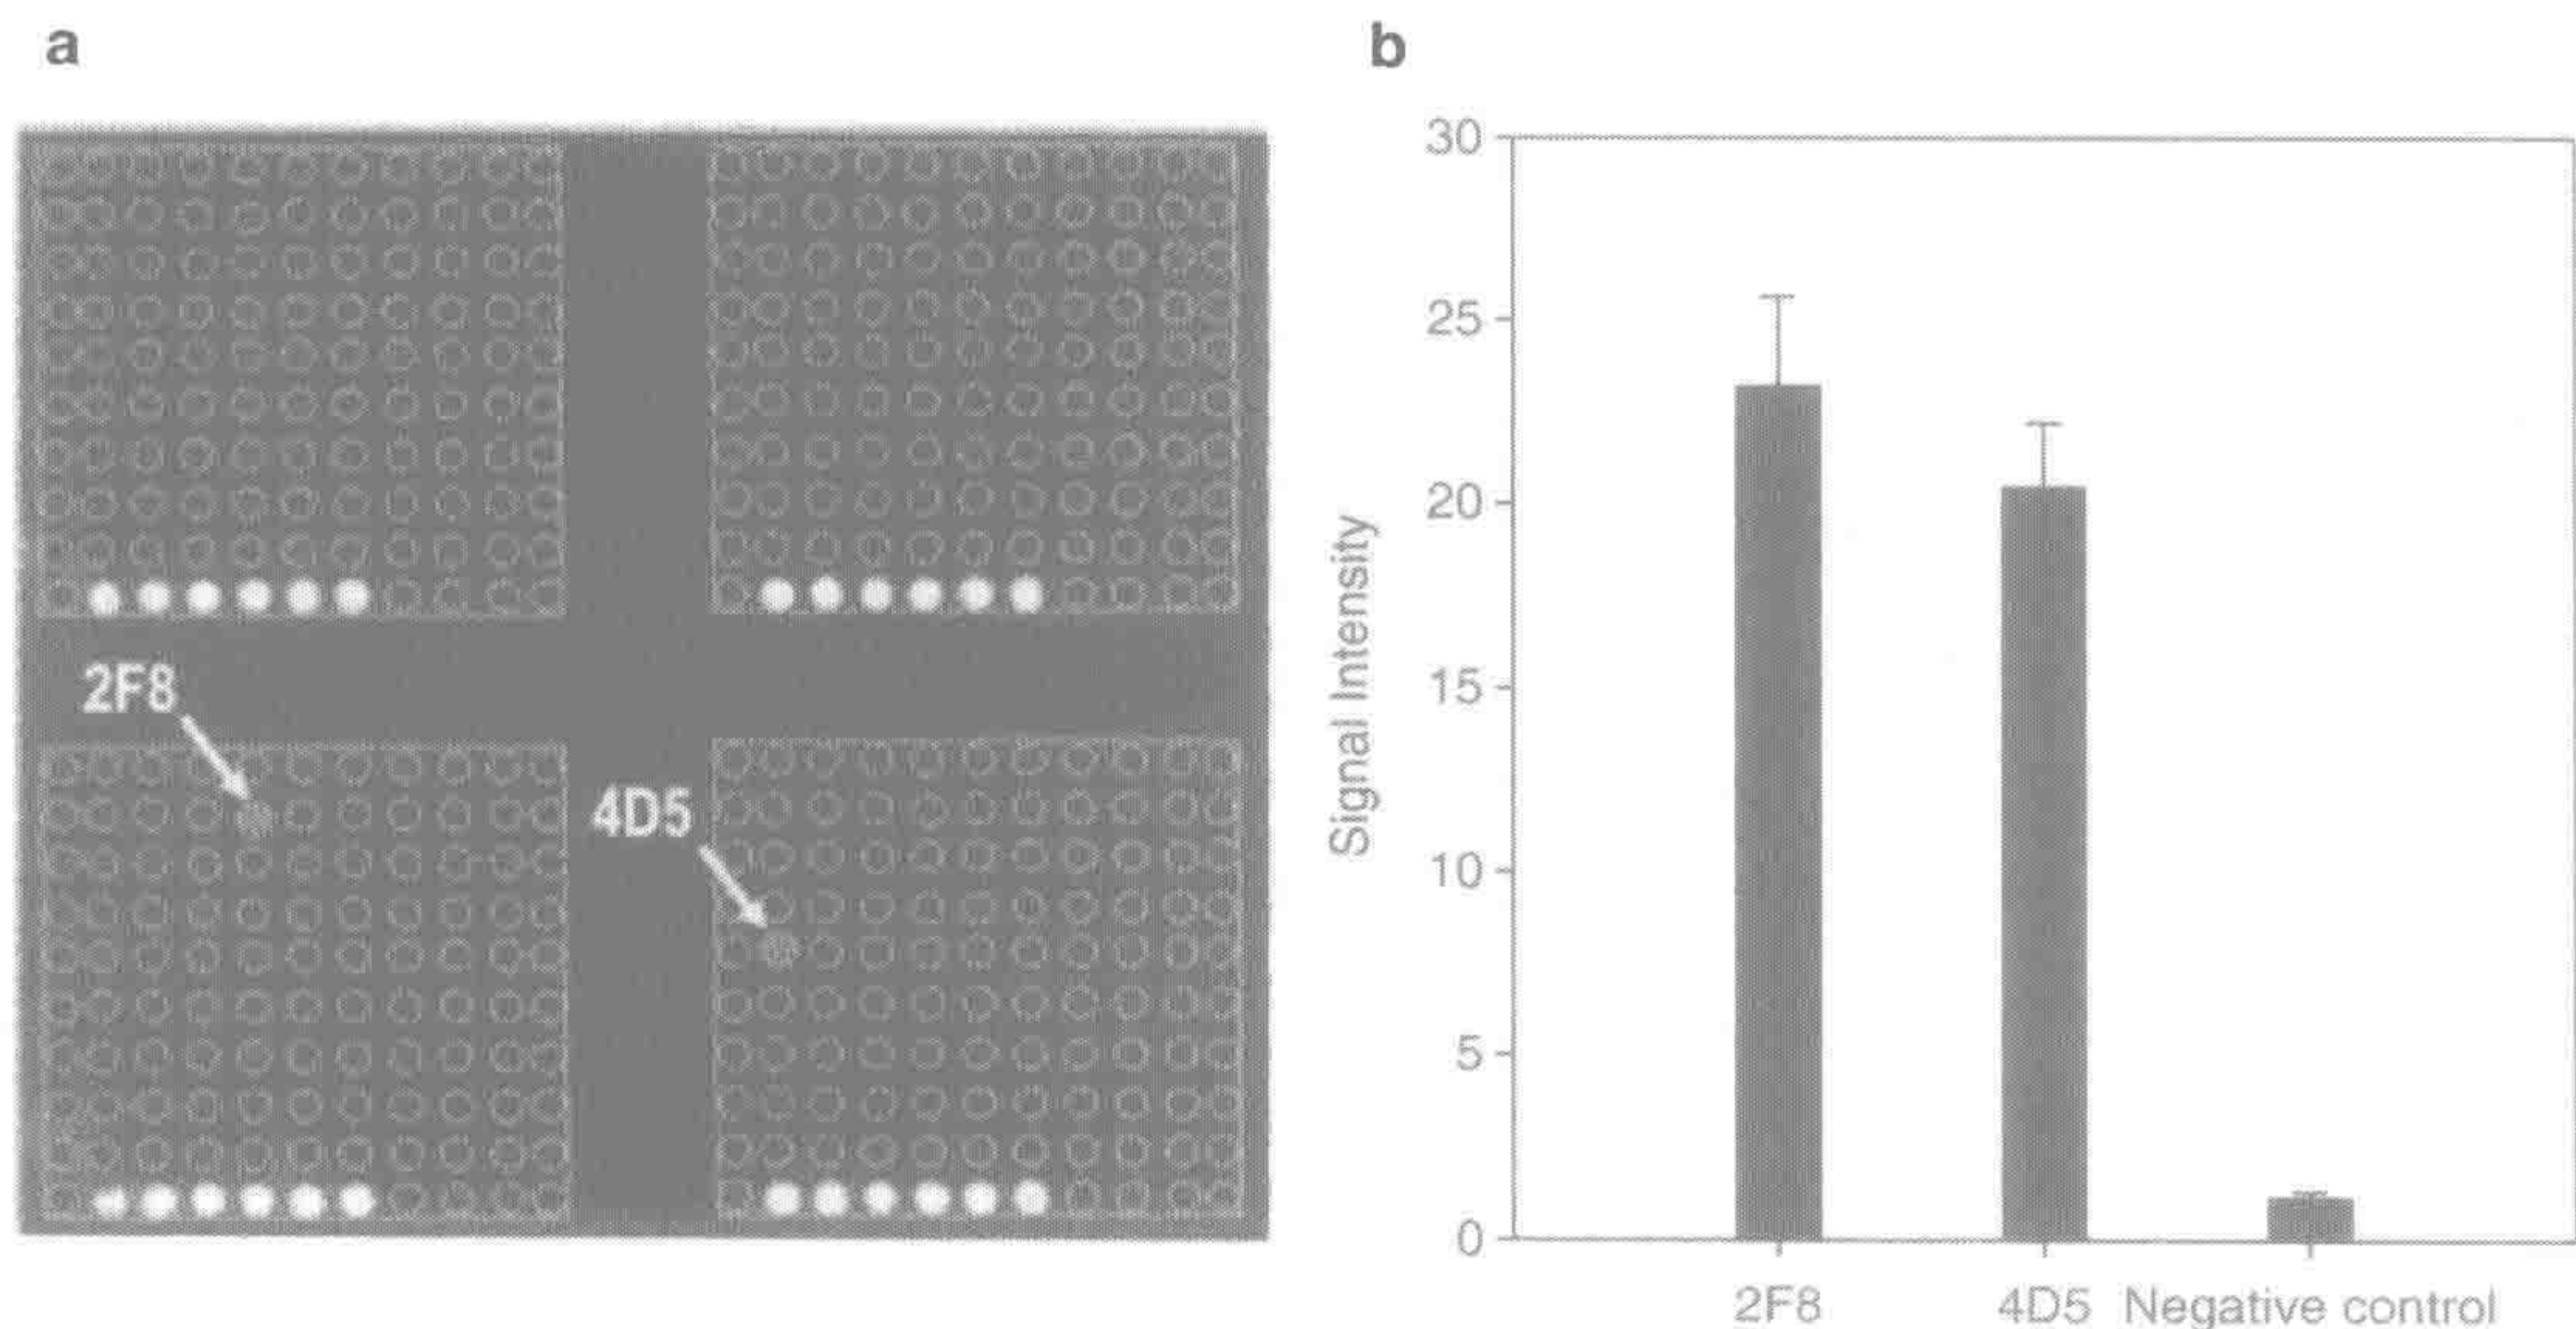 a
2F8
4D5
b
Signal Intensity
30
25
20
15
10
5
0
2F8 4D5 Negative control